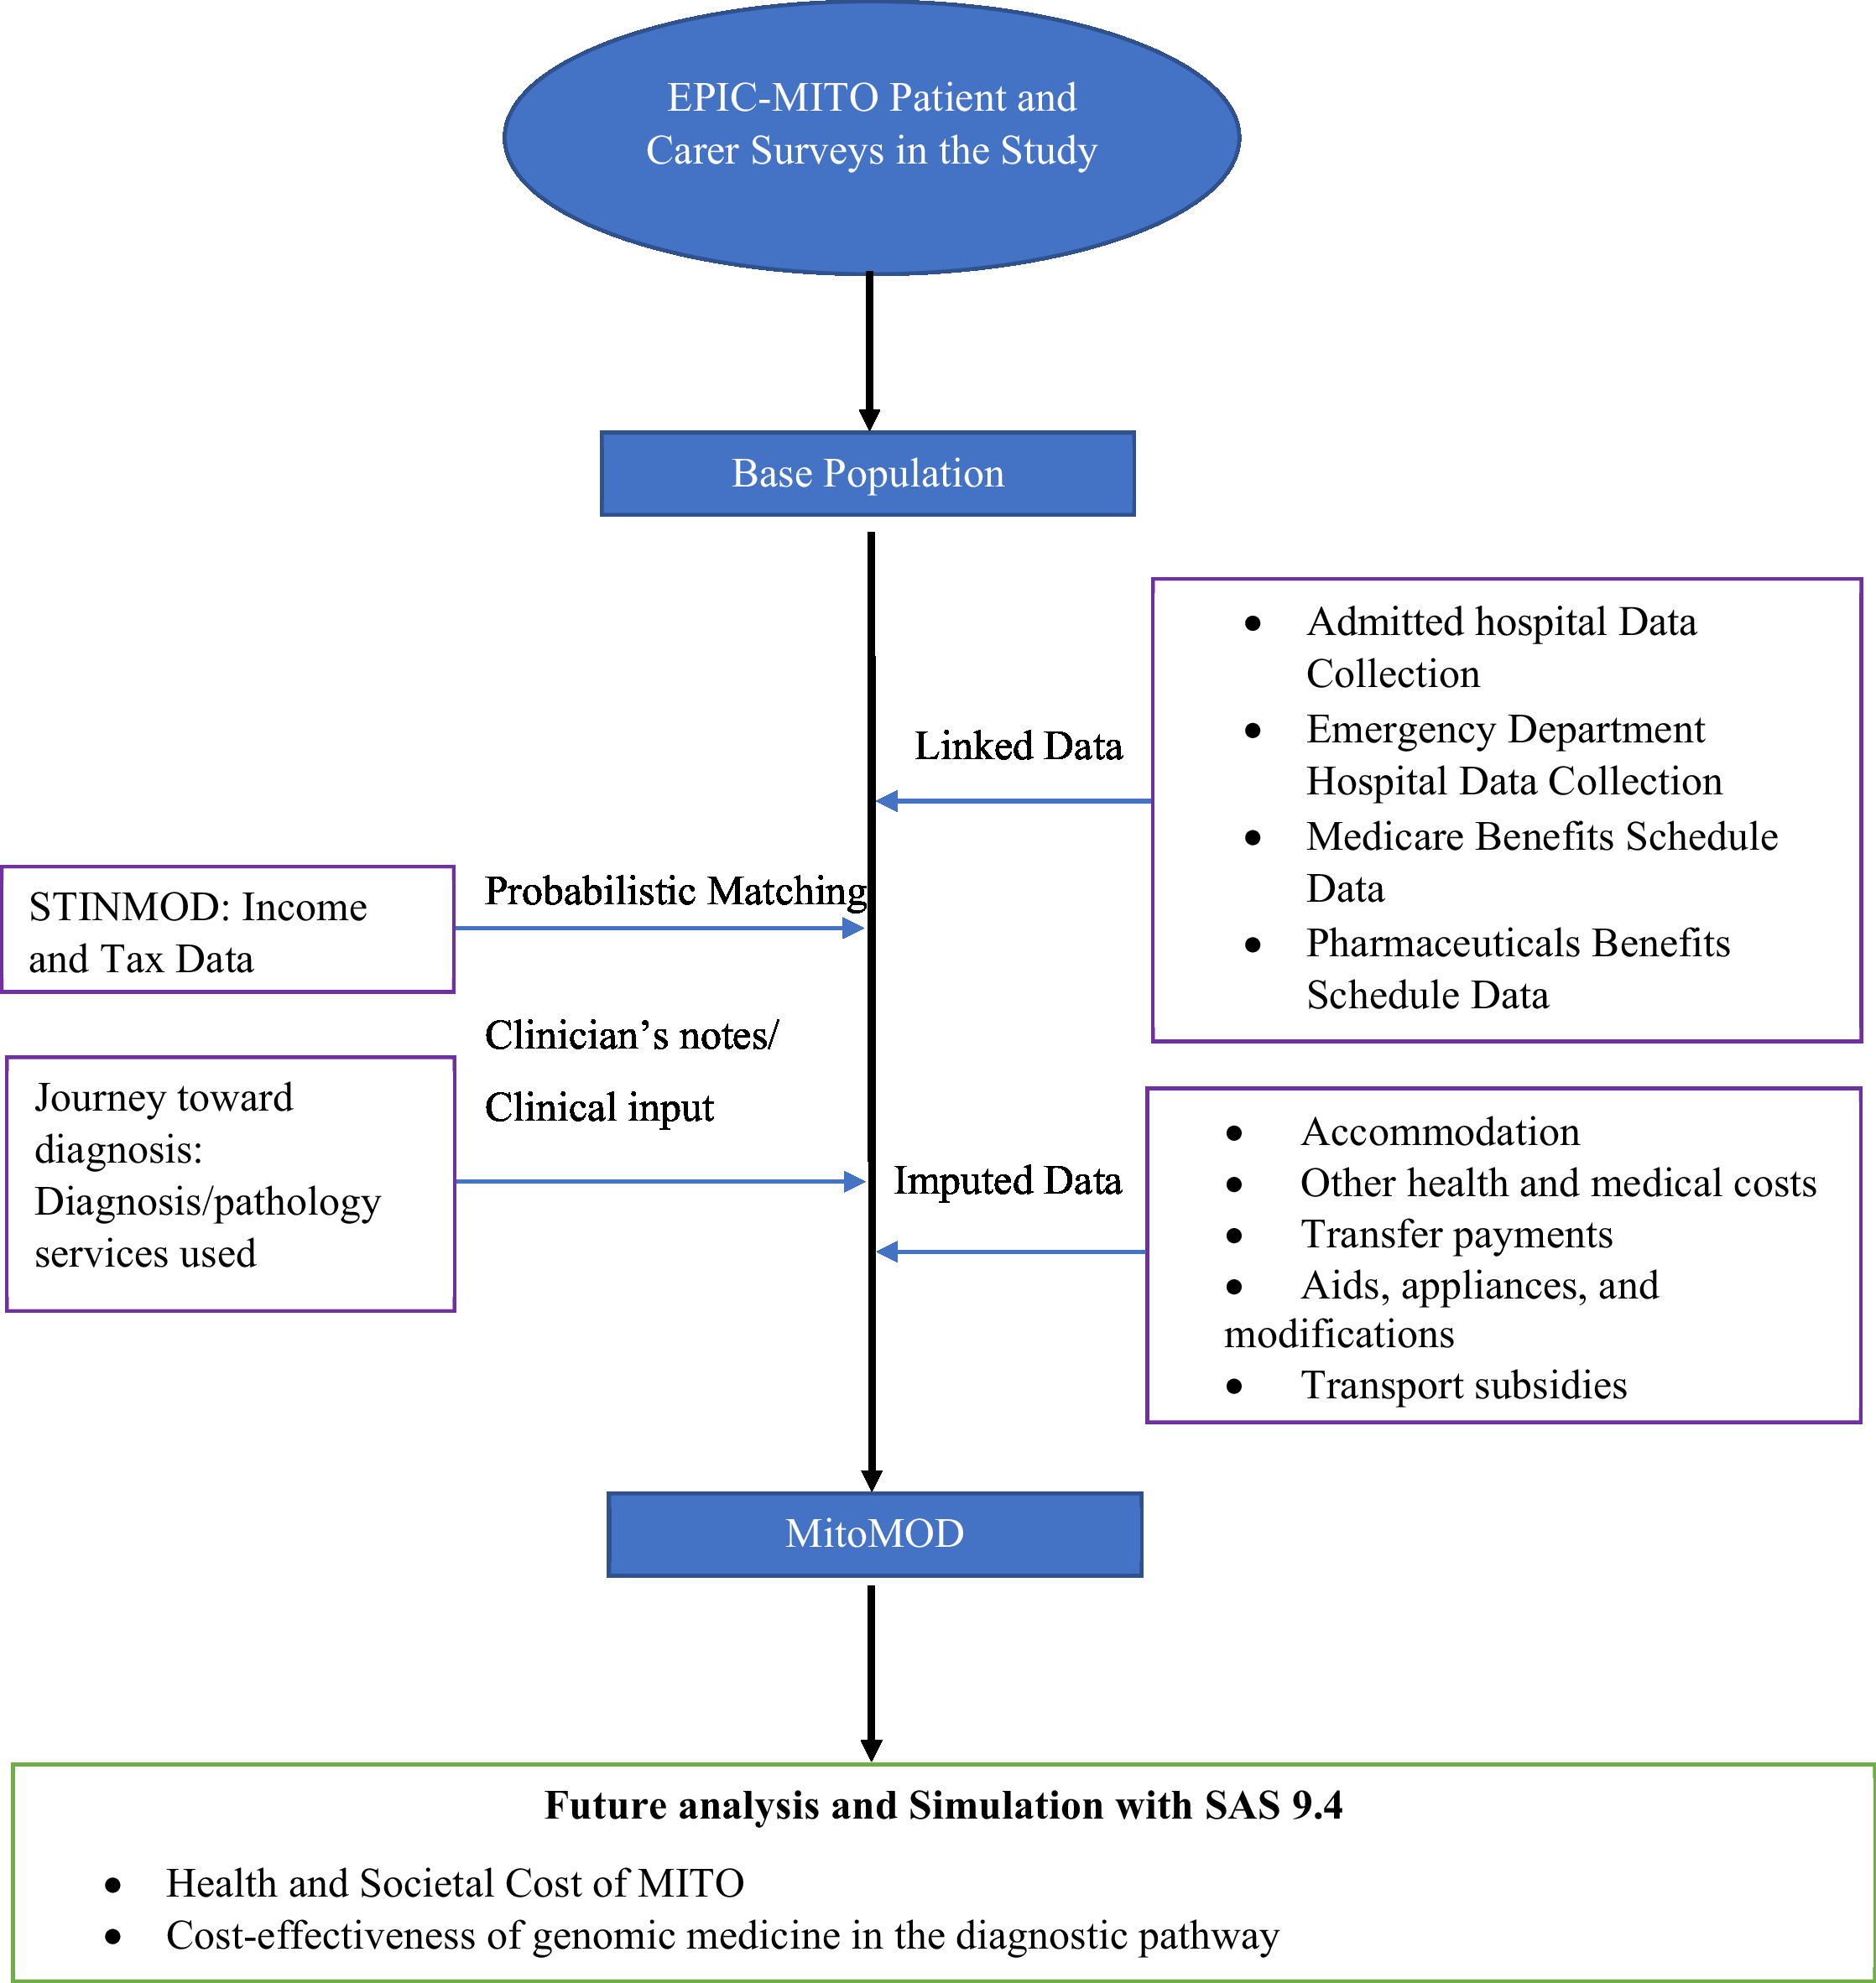 EPIC-MITO Patient and
Carer Surveys in the Study
Base Population
• Admitted hospital Data
Collection
• Emergency Department
Hospital Data Collection
• Medicare Benefits Schedule
Data
• Pharmaceuticals Benefits
Schedule Data
Linked Data
Probabilistic Matching
STINMOD: Income
and Tax Data
Clinician’s notes/
Clinical input
Journey toward
diagnosis:
Diagnosis/pathology
services used
Imputed Data
• Accommodation
• Other health and medical costs
• Transfer payments
• Aids, appliances, and
modifications
• Transport subsidies
MitoMOD
Future analysis and Simulation with SAS 9.4
• Health and Societal Cost of MITO
• Cost-effectiveness of genomic medicine in the diagnostic pathway